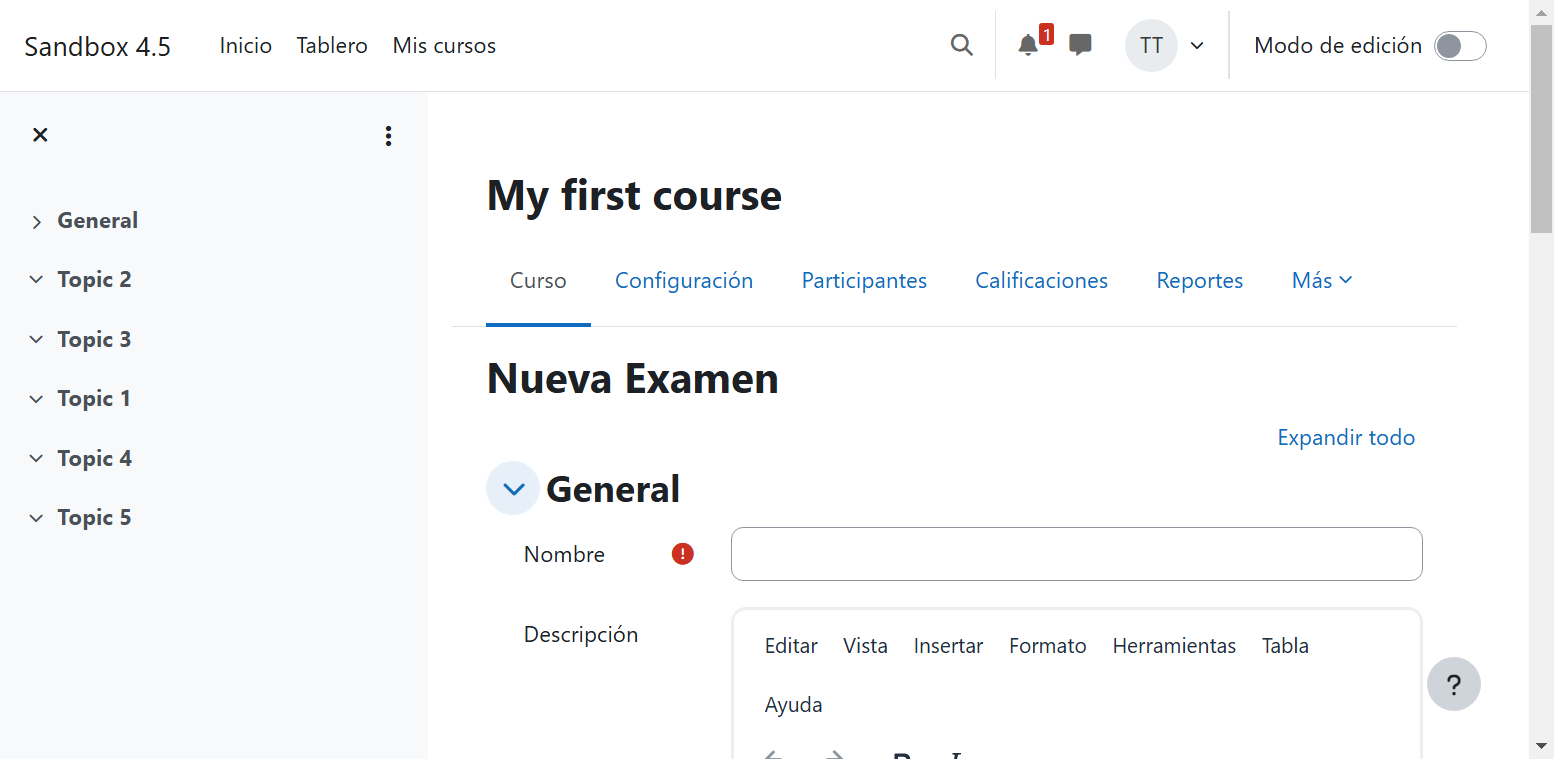 Sandbox 4.5 Inicio Tablero Mis cursos 1 TT Modo de edición
General
Topic 2
Topic 3
Topic 1
Topic 4
Topic 5
My first course
Curso Configuración Participantes Calificaciones Reportes Más
Nueva Examen
Expandir todo
General
Nombre
Descripción
Editar Vista Insertar Formato Herramientas Tabla
Ayuda
?
B I